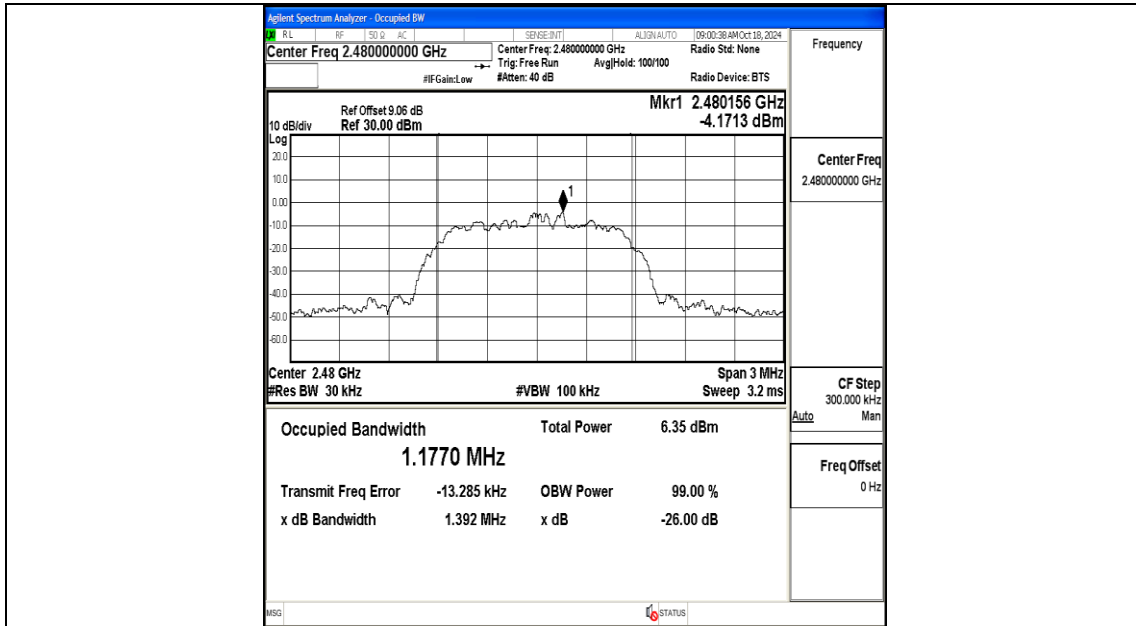 Agilent Spectrum Analyzer - Occupied BW
LXI RL RF 50 Ω AC SENSE:INT ALIGN AUTO 09:00:38 AM Oct 18, 2024
Center Freq 2.480000000 GHz
Center Freq: 2.480000000 GHz Radio Std: None
Trig: Free Run Avg|Hold: 100/100
#IFGain:Low #Atten: 40 dB Radio Device: BTS
Mkr1 2.480156 GHz
-4.1713 dBm
Ref Offset 9.06 dB
10 dB/div Ref 30.00 dBm
Log
20.0
10.0
0.00
-10.0
-20.0
-30.0
-40.0
-50.0
-60.0
1
Center 2.48 GHz Span 3 MHz
#Res BW 30 kHz #VBW 100 kHz Sweep 3.2 ms
Occupied Bandwidth Total Power 6.35 dBm
1.1770 MHz
Transmit Freq Error -13.285 kHz OBW Power 99.00 %
x dB Bandwidth 1.392 MHz x dB -26.00 dB
MSG STATUS
Frequency
Center Freq
2.480000000 GHz
CF Step
300.000 kHz
Auto Man
Freq Offset
0 Hz